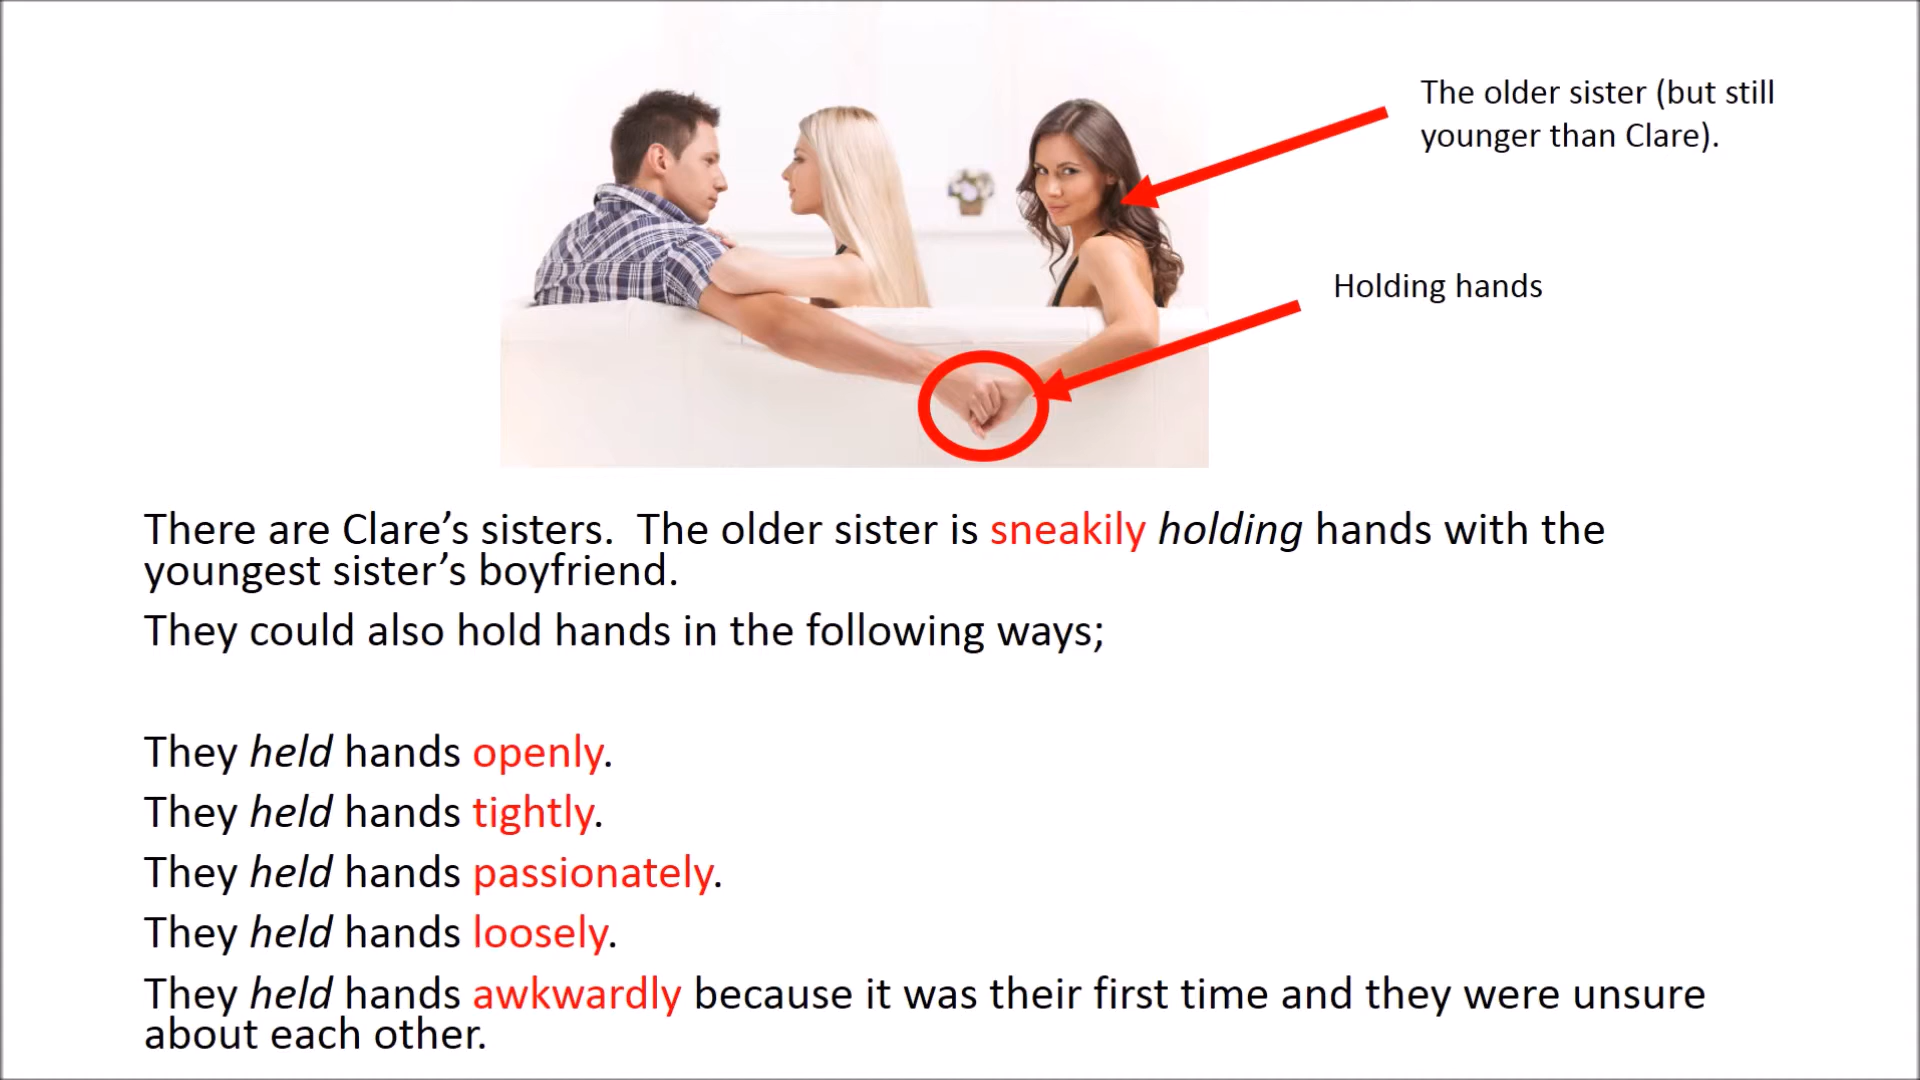 The older sister (but still
younger than Clare).
Holding hands
There are Clare's sisters.  The older sister is sneakily holding hands with the
youngest sister's boyfriend.
They could also hold hands in the following ways;
They held hands openly.
They held hands tightly.
They held hands passionately.
They held hands loosely.
They held hands awkwardly because it was their first time and they were unsure
about each other.